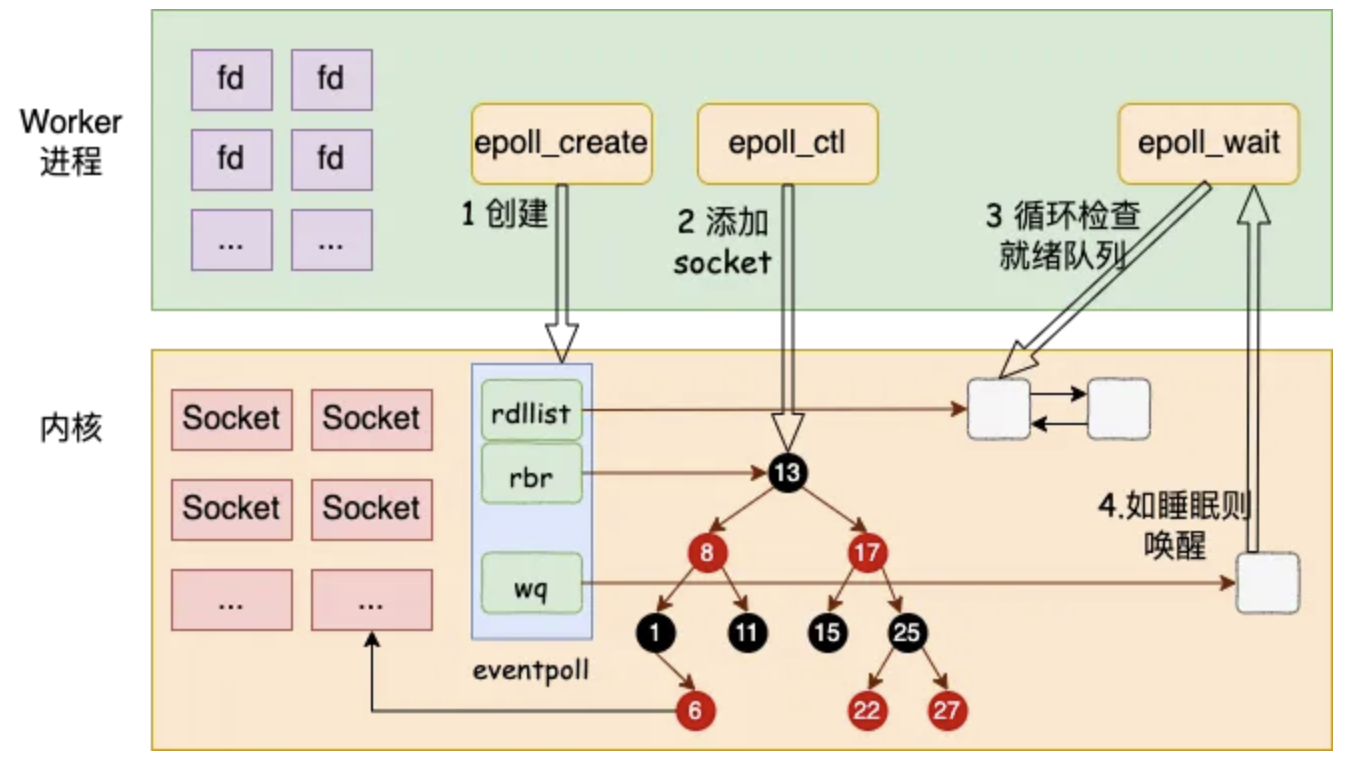 Worker
进程
fd
fd
fd
fd
...
...
epoll_create
epoll_ctl
epoll_wait
1 创建
2 添加
socket
3 循环检查
就绪队列
内核
Socket
Socket
Socket
Socket
...
...
rdllist
rbr
wq
eventpoll
13
8
17
1
11
15
25
6
22
27
4.如睡眠则
唤醒